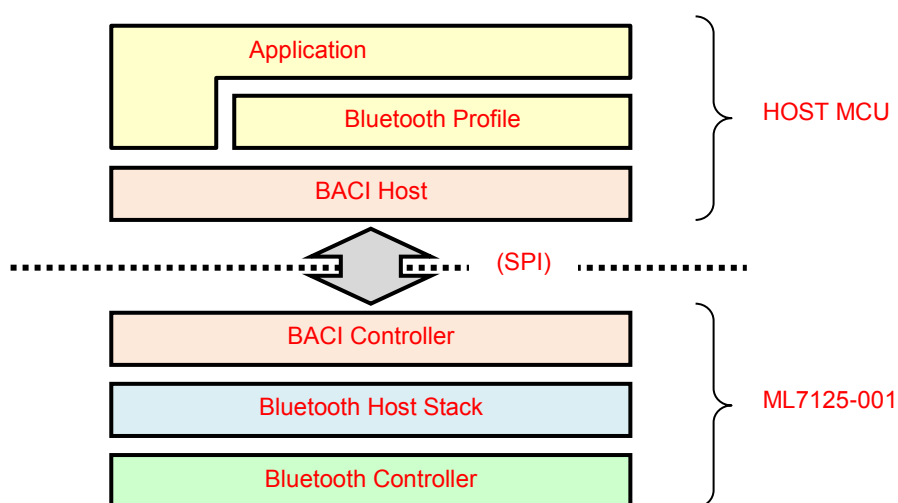 Application
Bluetooth Profile
HOST MCU
BACI Host
(SPI)
BACI Controller
Bluetooth Host Stack
ML7125-001
Bluetooth Controller